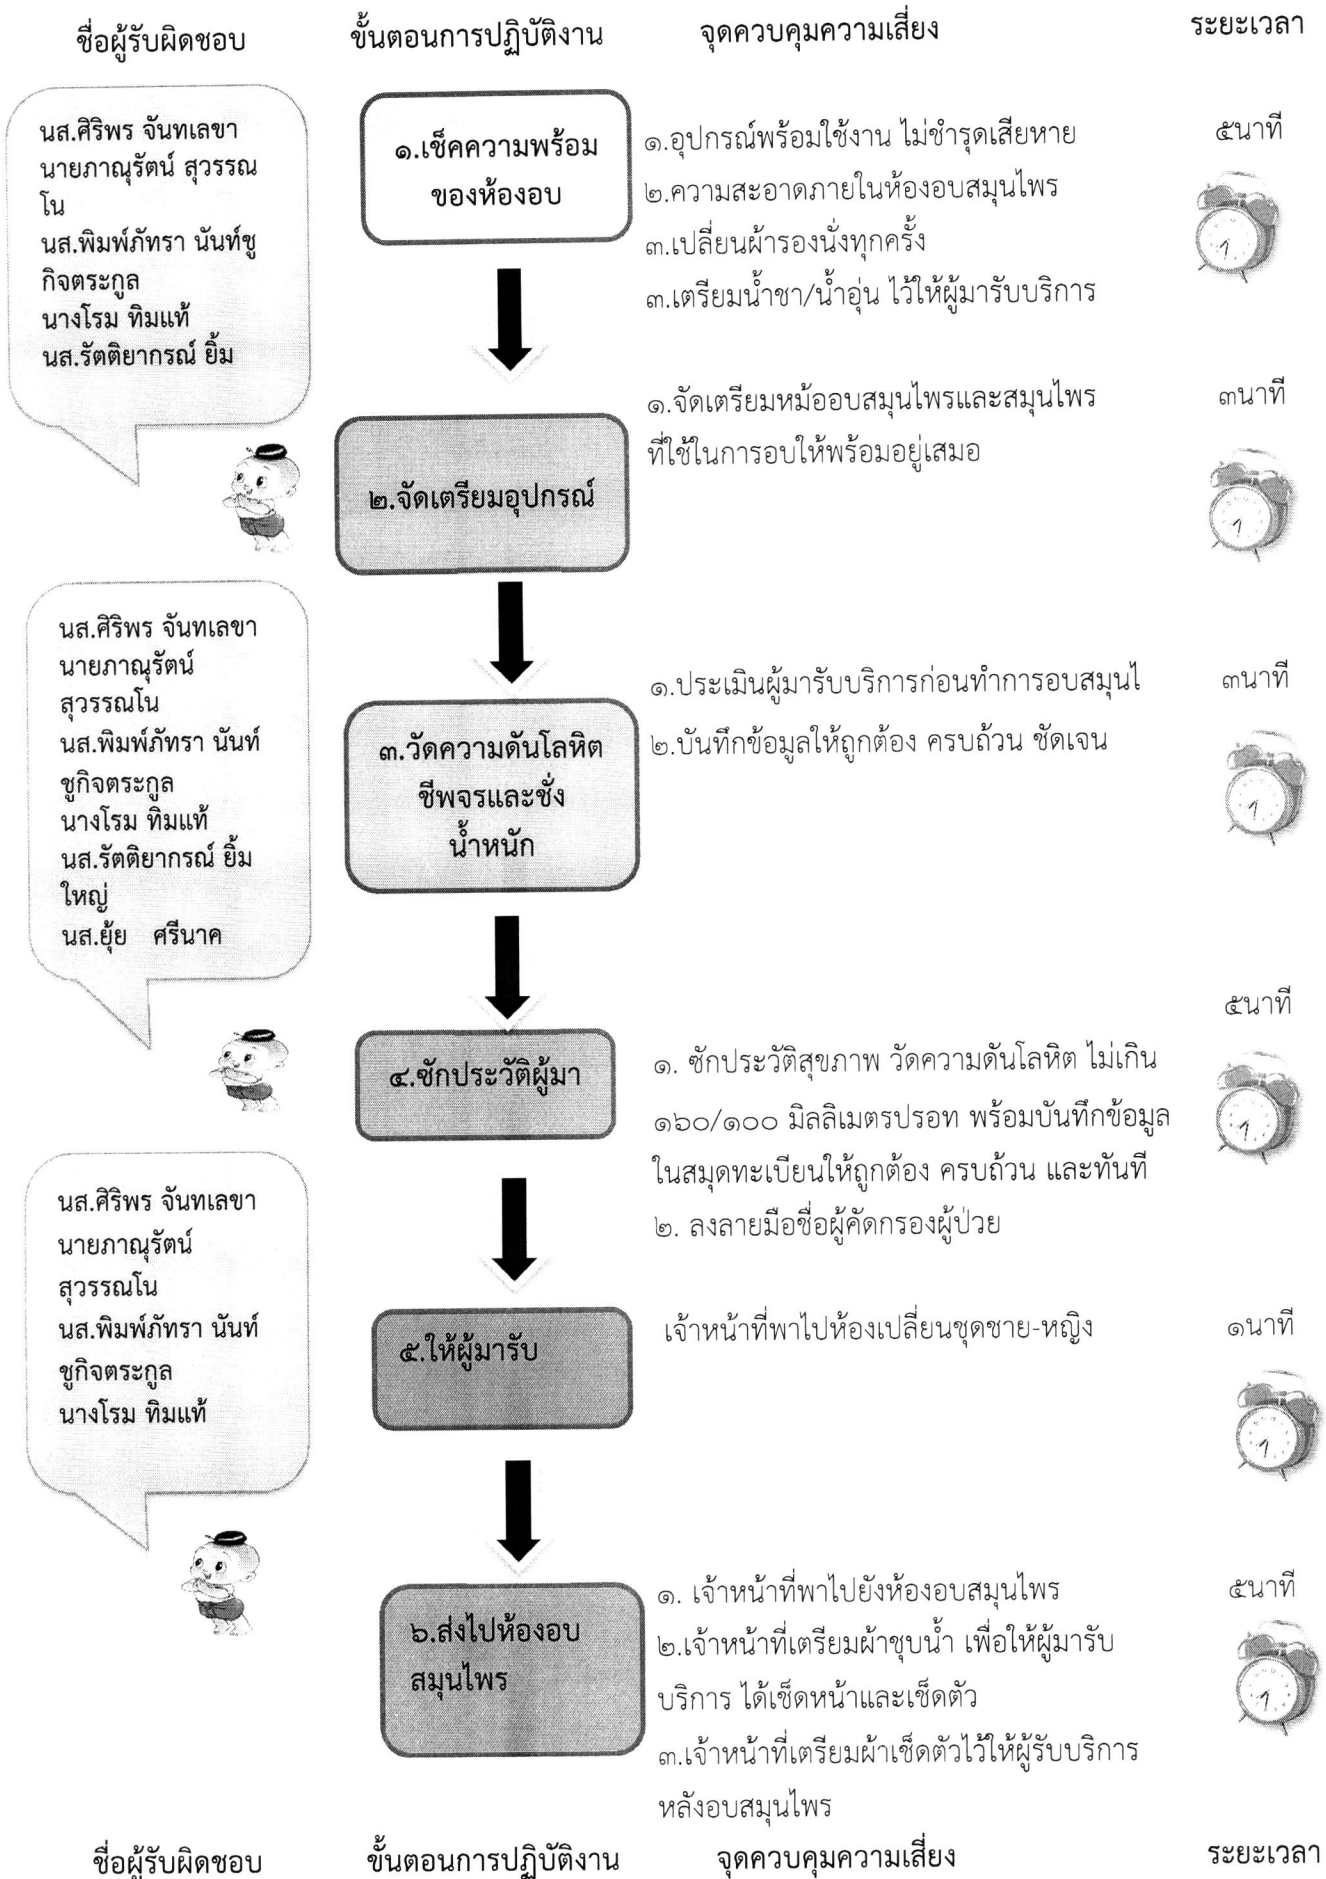 ชื่อผู้รับผิดชอบ
ขั้นตอนการปฏิบัติงาน
จุดควบคุมความเสี่ยง
ระยะเวลา
นส.ศิริพร จันทเลขา
นายภาณุรัตน์ สุวรรณ
โน
นส.พิมพ์ภัทรา นันท์ชู
กิจตระกูล
นางโรม ทิมแท้
นส.รัตติยากรณ์ ยิ้ม
๑.เช็คความพร้อม
ของห้องอบ
๑.อุปกรณ์พร้อมใช้งาน ไม่ชำรุดเสียหาย
๒.ความสะอาดภายในห้องอบสมุนไพร
๓.เปลี่ยนผ้ารองนั่งทุกครั้ง
๓.เตรียมน้ำชา/น้ำอุ่น ไว้ให้ผู้มารับบริการ
๕นาที
๒.จัดเตรียมอุปกรณ์
๑.จัดเตรียมหม้ออบสมุนไพรและสมุนไพร
ที่ใช้ในการอบให้พร้อมอยู่เสมอ
๓นาที
นส.ศิริพร จันทเลขา
นายภาณุรัตน์
สุวรรณโน
นส.พิมพ์ภัทรา นันท์
ชูกิจตระกูล
นางโรม ทิมแท้
นส.รัตติยากรณ์ ยิ้ม
ใหญ่
นส.ยุ้ย ศรีนาค
๓.วัดความดันโลหิต
ชีพจรและชั่ง
น้ำหนัก
๑.ประเมินผู้มารับบริการก่อนทำการอบสมุนไ
๒.บันทึกข้อมูลให้ถูกต้อง ครบถ้วน ชัดเจน
๓นาที
๔.ซักประวัติผู้มา
๑. ซักประวัติสุขภาพ วัดความดันโลหิต ไม่เกิน
๑๖๐/๑๐๐ มิลลิเมตรปรอท พร้อมบันทึกข้อมูล
ในสมุดทะเบียนให้ถูกต้อง ครบถ้วน และทันที
๒. ลงลายมือชื่อผู้คัดกรองผู้ป่วย
๕นาที
นส.ศิริพร จันทเลขา
นายภาณุรัตน์
สุวรรณโน
นส.พิมพ์ภัทรา นันท์
ชูกิจตระกูล
นางโรม ทิมแท้
๕.ให้ผู้มารับ
เจ้าหน้าที่พาไปห้องเปลี่ยนชุดชาย-หญิง
๑นาที
๖.ส่งไปห้องอบ
สมุนไพร
๑. เจ้าหน้าที่พาไปยังห้องอบสมุนไพร
๒.เจ้าหน้าที่เตรียมผ้าชุบน้ำ เพื่อให้ผู้มารับ
บริการ ได้เช็ดหน้าและเช็ดตัว
๓.เจ้าหน้าที่เตรียมผ้าเช็ดตัวไว้ให้ผู้รับบริการ
หลังอบสมุนไพร
๕นาที
ชื่อผู้รับผิดชอบ
ขั้นตอนการปฏิบัติงาน
จุดควบคุมความเสี่ยง
ระยะเวลา